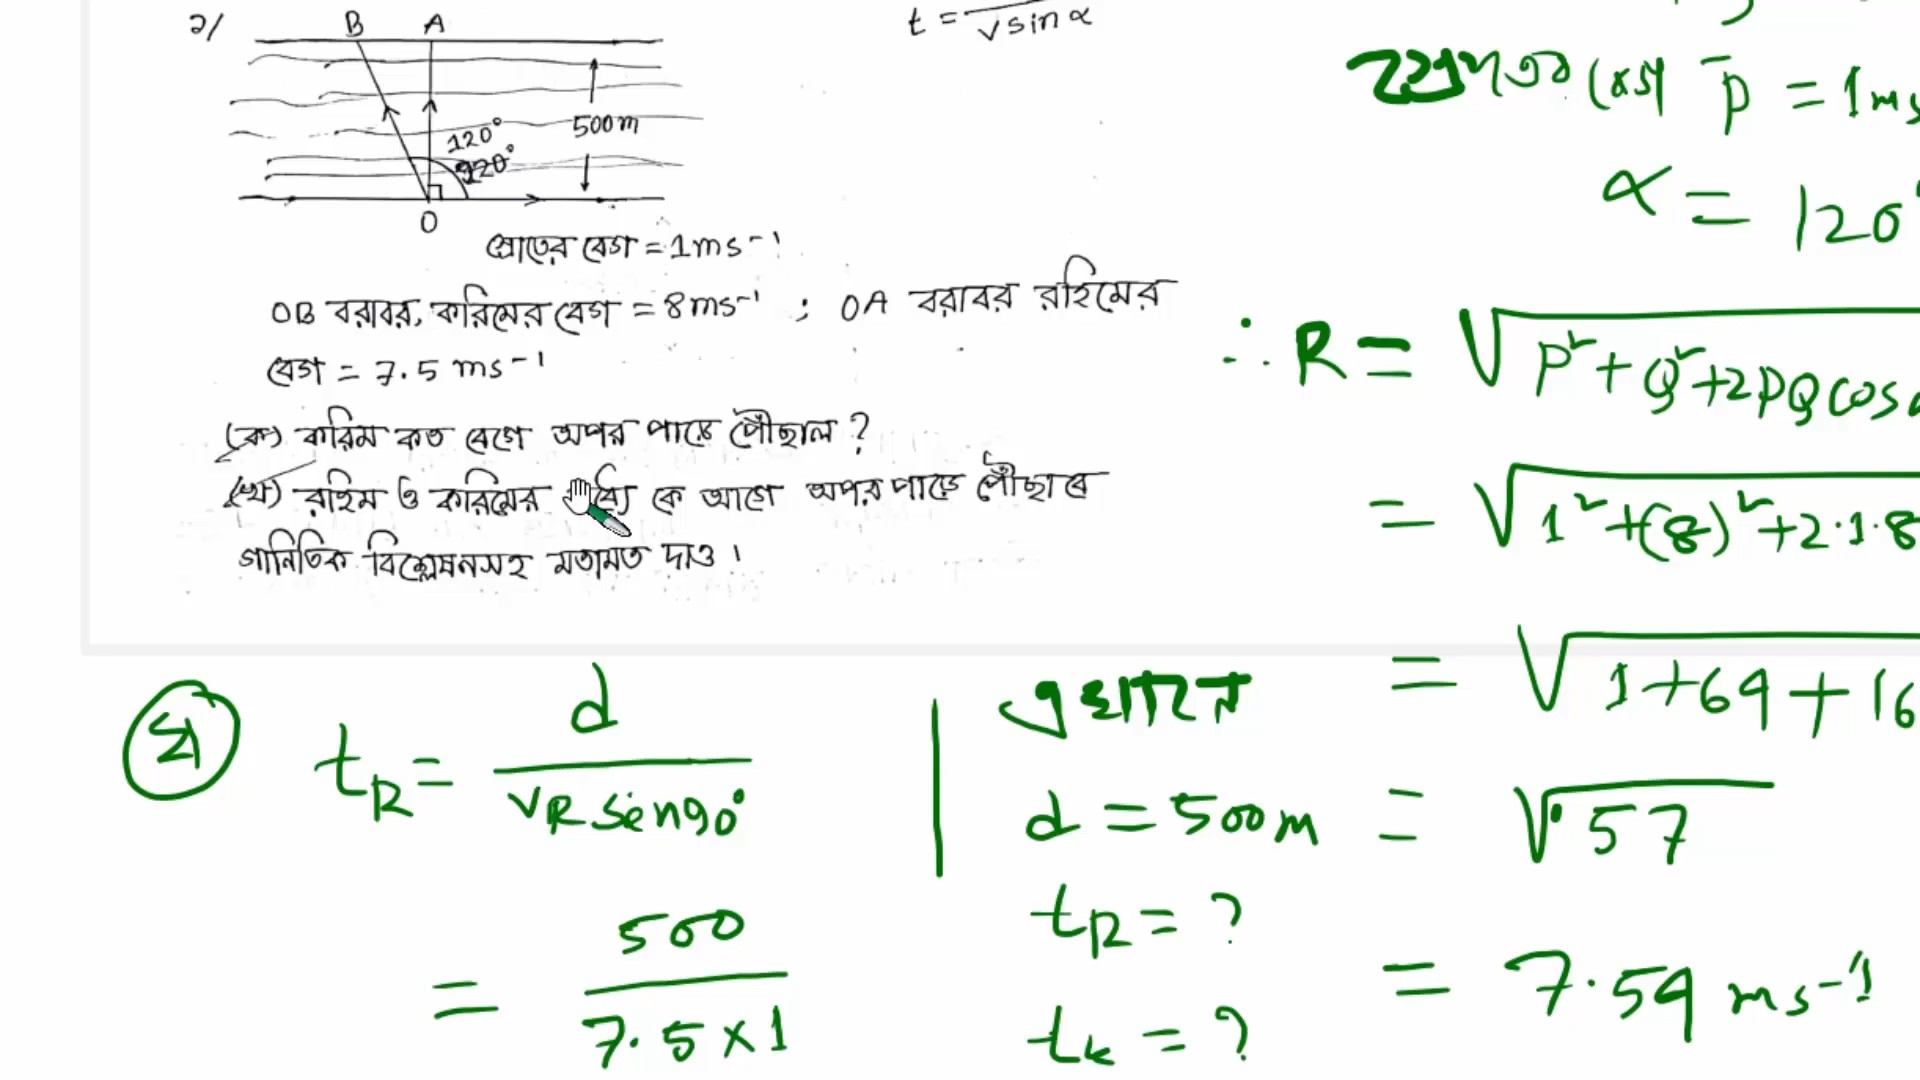 ২/
B A
120°
120°
500m
O
স্রোতের বেগ = 1ms⁻¹
OB বরাবর, করিমের বেগ = 8ms⁻¹ ; OA বরাবর রহিমের
বেগ = 7.5 ms⁻¹
(ক) করিম কত বেগে অপর পাড়ে পৌঁছাল ?
(খ) রহিম ও করিমের মধ্যে কে আগে অপর পাড়ে পৌঁছাবে
গানিতিক বিশ্লেষনসহ মতামত দাও ।
t = v sin α
P = 1ms
α = 120°
∴ R = √P² + Q² + 2PQ cos
= √1² + (8)² + 2·1·8
= √1 + 64 + 16
= √57
= 7.54 ms⁻¹
t_R = d / v_R sin90°
= 500 / 7.5 × 1
এখানে
d = 500m
t_R = ?
t_k = ?